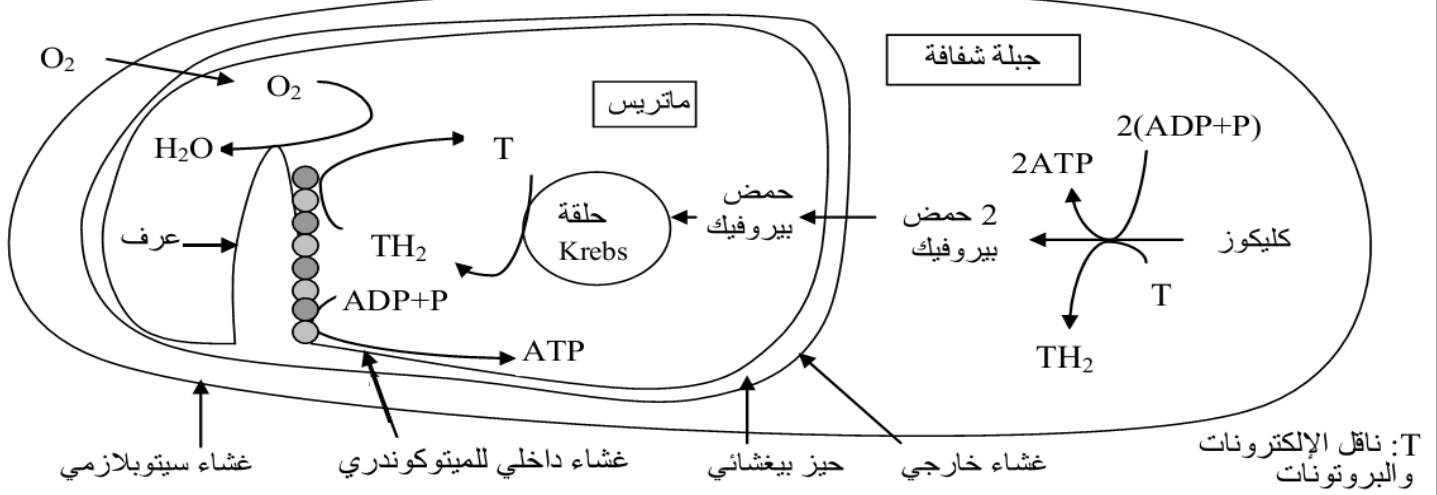 جبلة شفافة
O₂
O₂
ماتريس
2(ADP+P)
H₂O
T
2ATP
حمض
بيروفيك
حلقة
Krebs
2 حمض
بيروفيك
كليكوز
عرف
TH₂
T
ADP+P
ATP
TH₂
T: ناقل الإلكترونات
والبروتونات
غشاء خارجي
حيز بيغشائي
غشاء داخلي للميتوكوندري
غشاء سيتوبلازمي